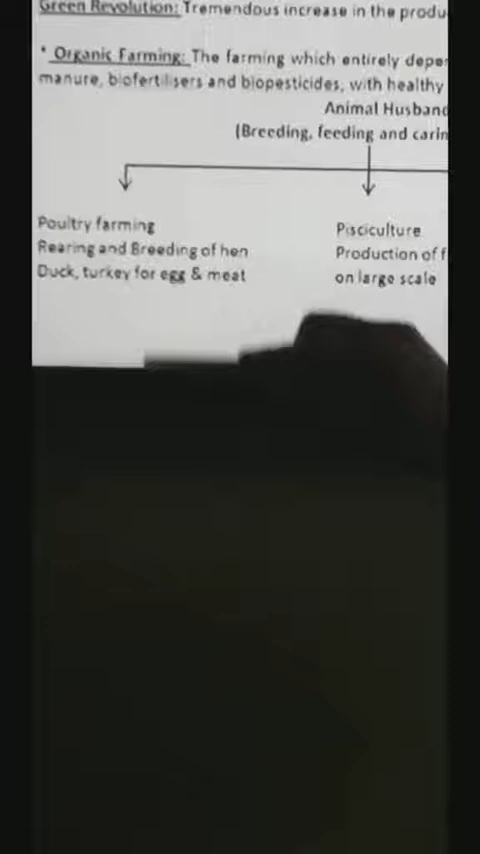 Green Revolution: Tremendous increase in the produ
* Organic Farming: The farming which entirely depe
manure, biofertilisers and biopesticides, with healthy
Animal Husband
(Breeding, feeding and carin
Poultry farming
Rearing and Breeding of hen
Duck, turkey for egg & meat
Pisciculture
Production of f
on large scale